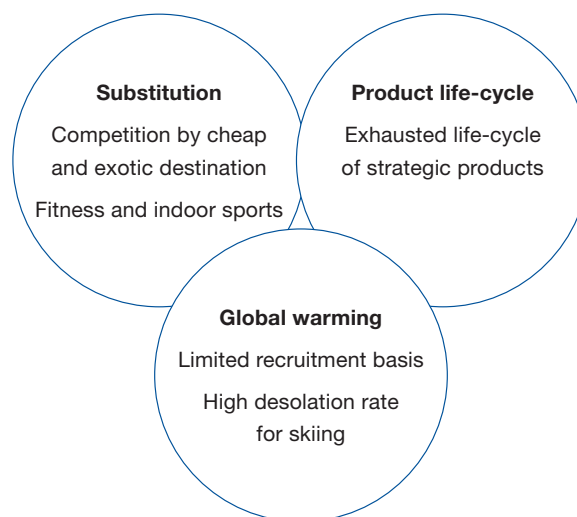 Substitution
Competition by cheap
and exotic destination
Fitness and indoor sports
Product life-cycle
Exhausted life-cycle
of strategic products
Global warming
Limited recruitment basis
High desolation rate
for skiing